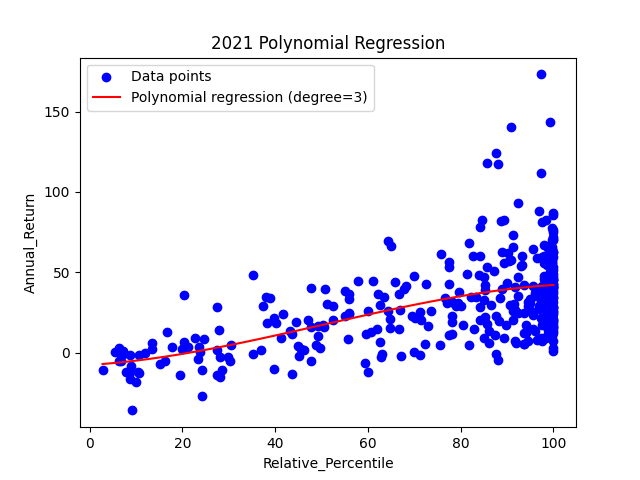 2021 Polynomial Regression
Data points
Polynomial regression (degree=3)
150
100
50
0
Annual_Return
0 20 40 60 80 100
Relative_Percentile